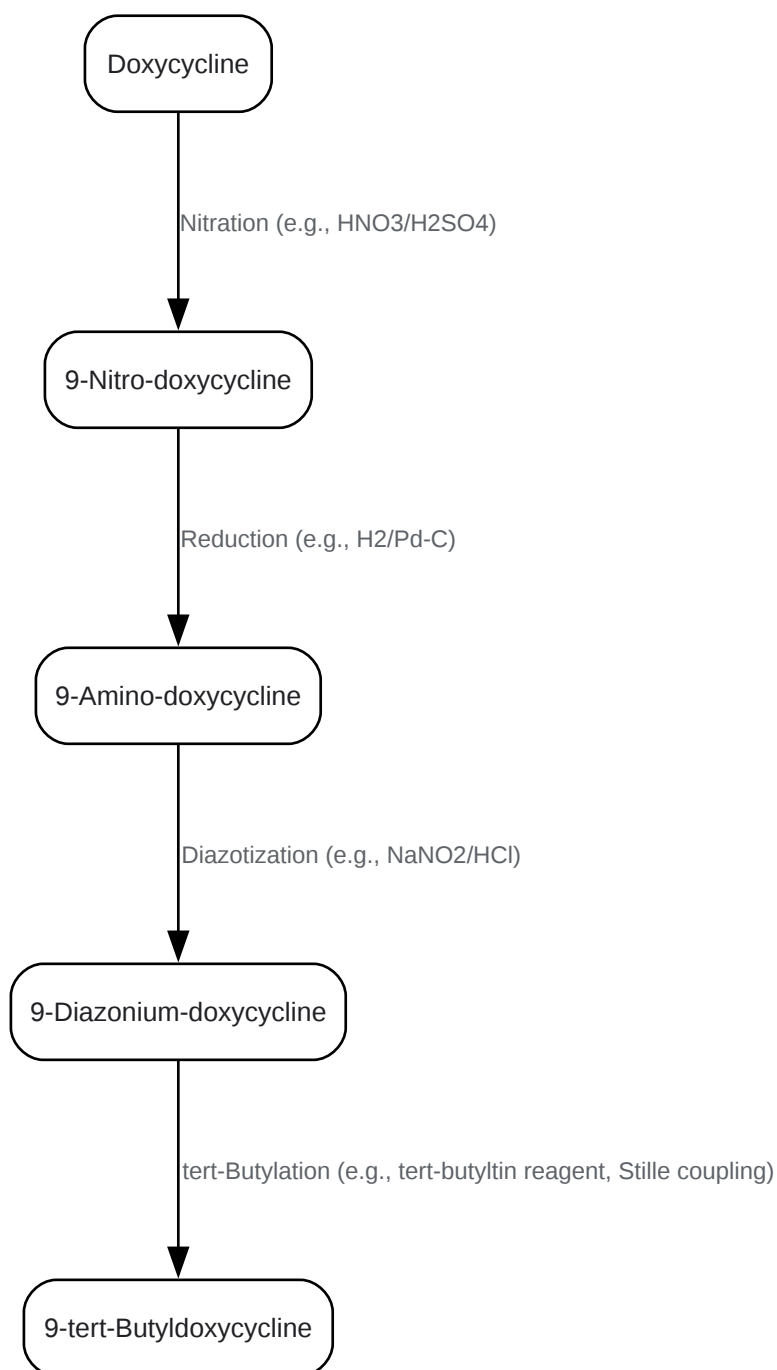 Doxycycline
Nitration (e.g., HNO3/H2SO4)
9-Nitro-doxycycline
Reduction (e.g., H2/Pd-C)
9-Amino-doxycycline
Diazotization (e.g., NaNO2/HCl)
9-Diazonium-doxycycline
tert-Butylation (e.g., tert-butyltin reagent, Stille coupling)
9-tert-Butyldoxycycline